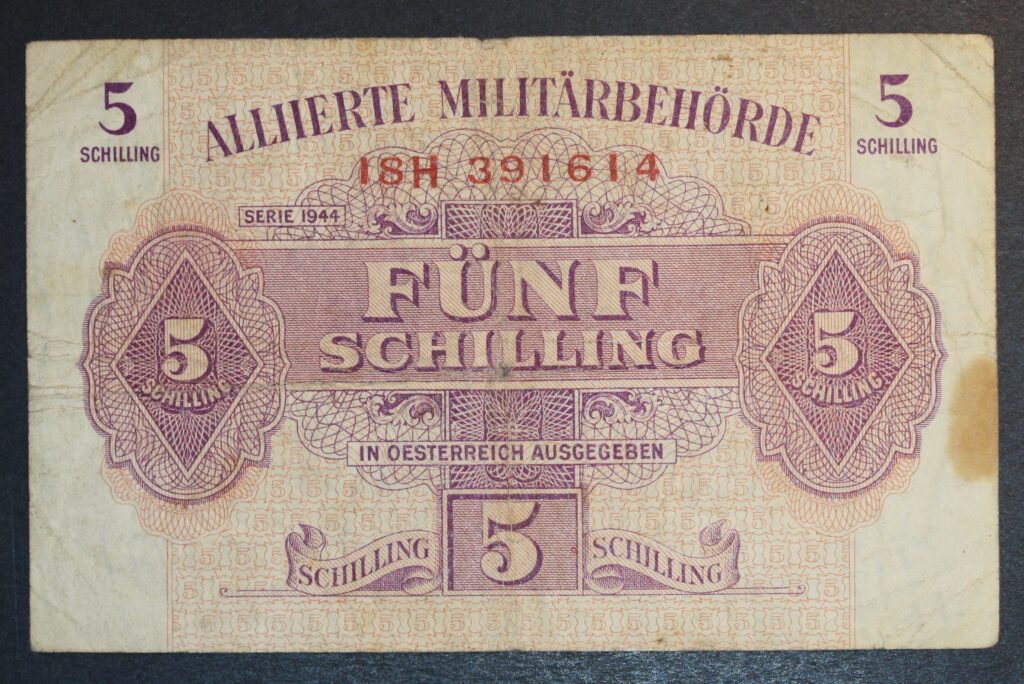 5
SCHILLING
ALLIIERTE MILITÄRBEHÖRDE
5
SCHILLING
18H 391614
SERIE 1944
FÜNF
SCHILLING
5
SCHILLING
5
SCHILLING
IN OESTERREICH AUSGEGEBEN
SCHILLING
5
SCHILLING